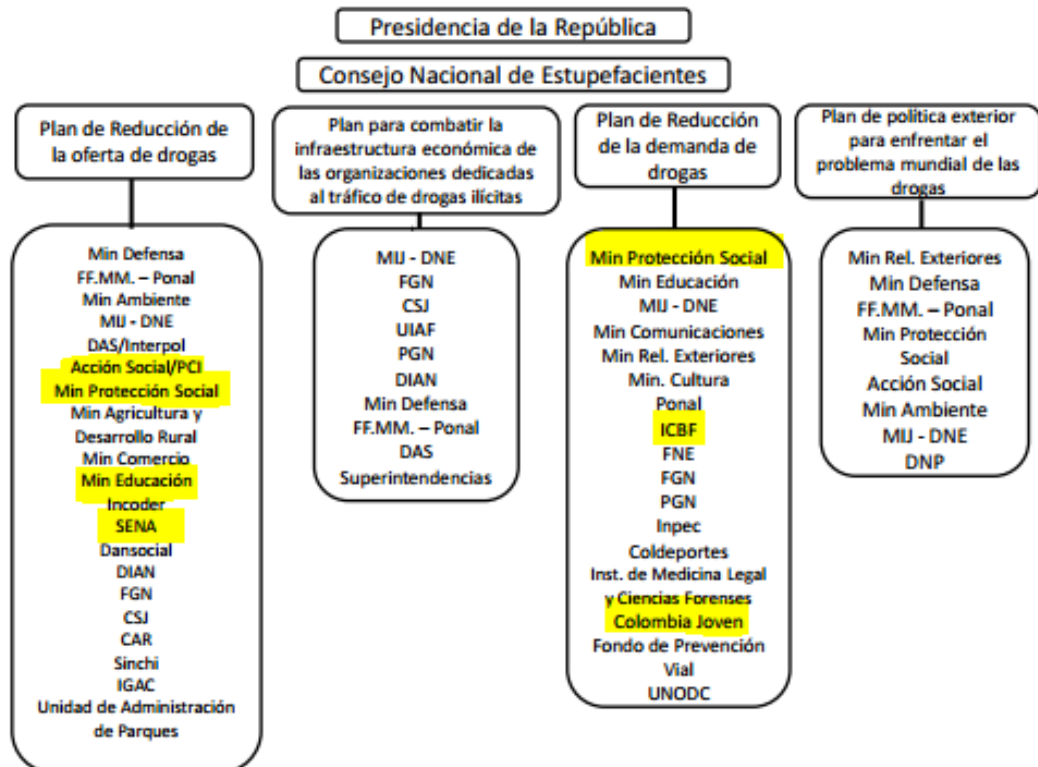 Presidencia de la República
Consejo Nacional de Estupefacientes
Plan de Reducción de
la oferta de drogas
Min Defensa
FF.MM. – Ponal
Min Ambiente
MIJ - DNE
DAS/Interpol
Acción Social/PCI
Min Protección Social
Min Agricultura y
Desarrollo Rural
Min Comercio
Min Educación
Incoder
SENA
Dansocial
DIAN
FGN
CSJ
CAR
Sinchi
IGAC
Unidad de Administración
de Parques
Plan para combatir la
infraestructura económica de
las organizaciones dedicadas
al tráfico de drogas ilícitas
MIJ - DNE
FGN
CSJ
UIAF
PGN
DIAN
Min Defensa
FF.MM. – Ponal
DAS
Superintendencias
Plan de Reducción
de la demanda de
drogas
Min Protección Social
Min Educación
MIJ - DNE
Min Comunicaciones
Min Rel. Exteriores
Min. Cultura
Ponal
ICBF
FNE
FGN
PGN
Inpec
Coldeportes
Inst. de Medicina Legal
y Ciencias Forenses
Colombia Joven
Fondo de Prevención
Vial
UNODC
Plan de política exterior
para enfrentar el
problema mundial de las
drogas
Min Rel. Exteriores
Min Defensa
FF.MM. – Ponal
Min Protección
Social
Acción Social
Min Ambiente
MIJ - DNE
DNP